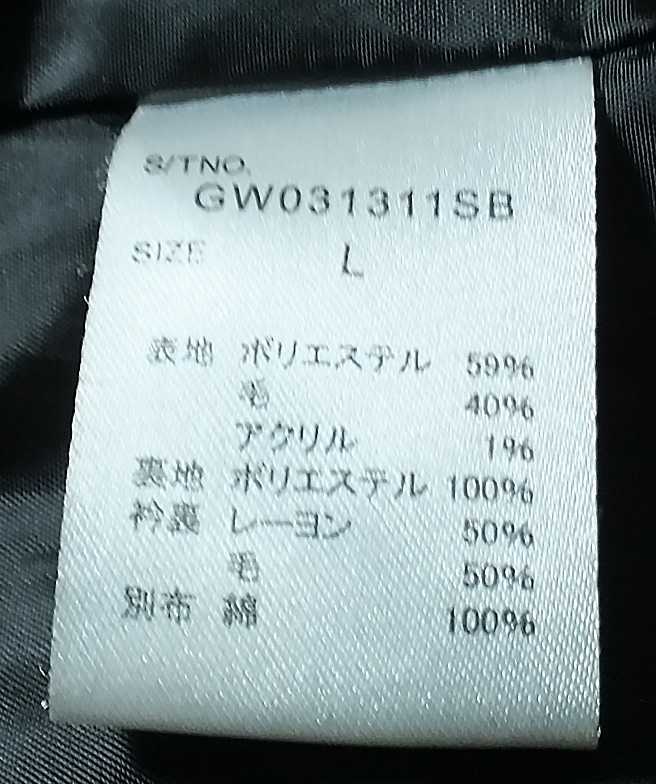 S/TNO.
GW031311SB
SIZE L
表地 ポリエステル 59%
毛 40%
アクリル 1%
裏地 ポリエステル 100%
衿裏 レーヨン 50%
毛 50%
別布 綿 100%